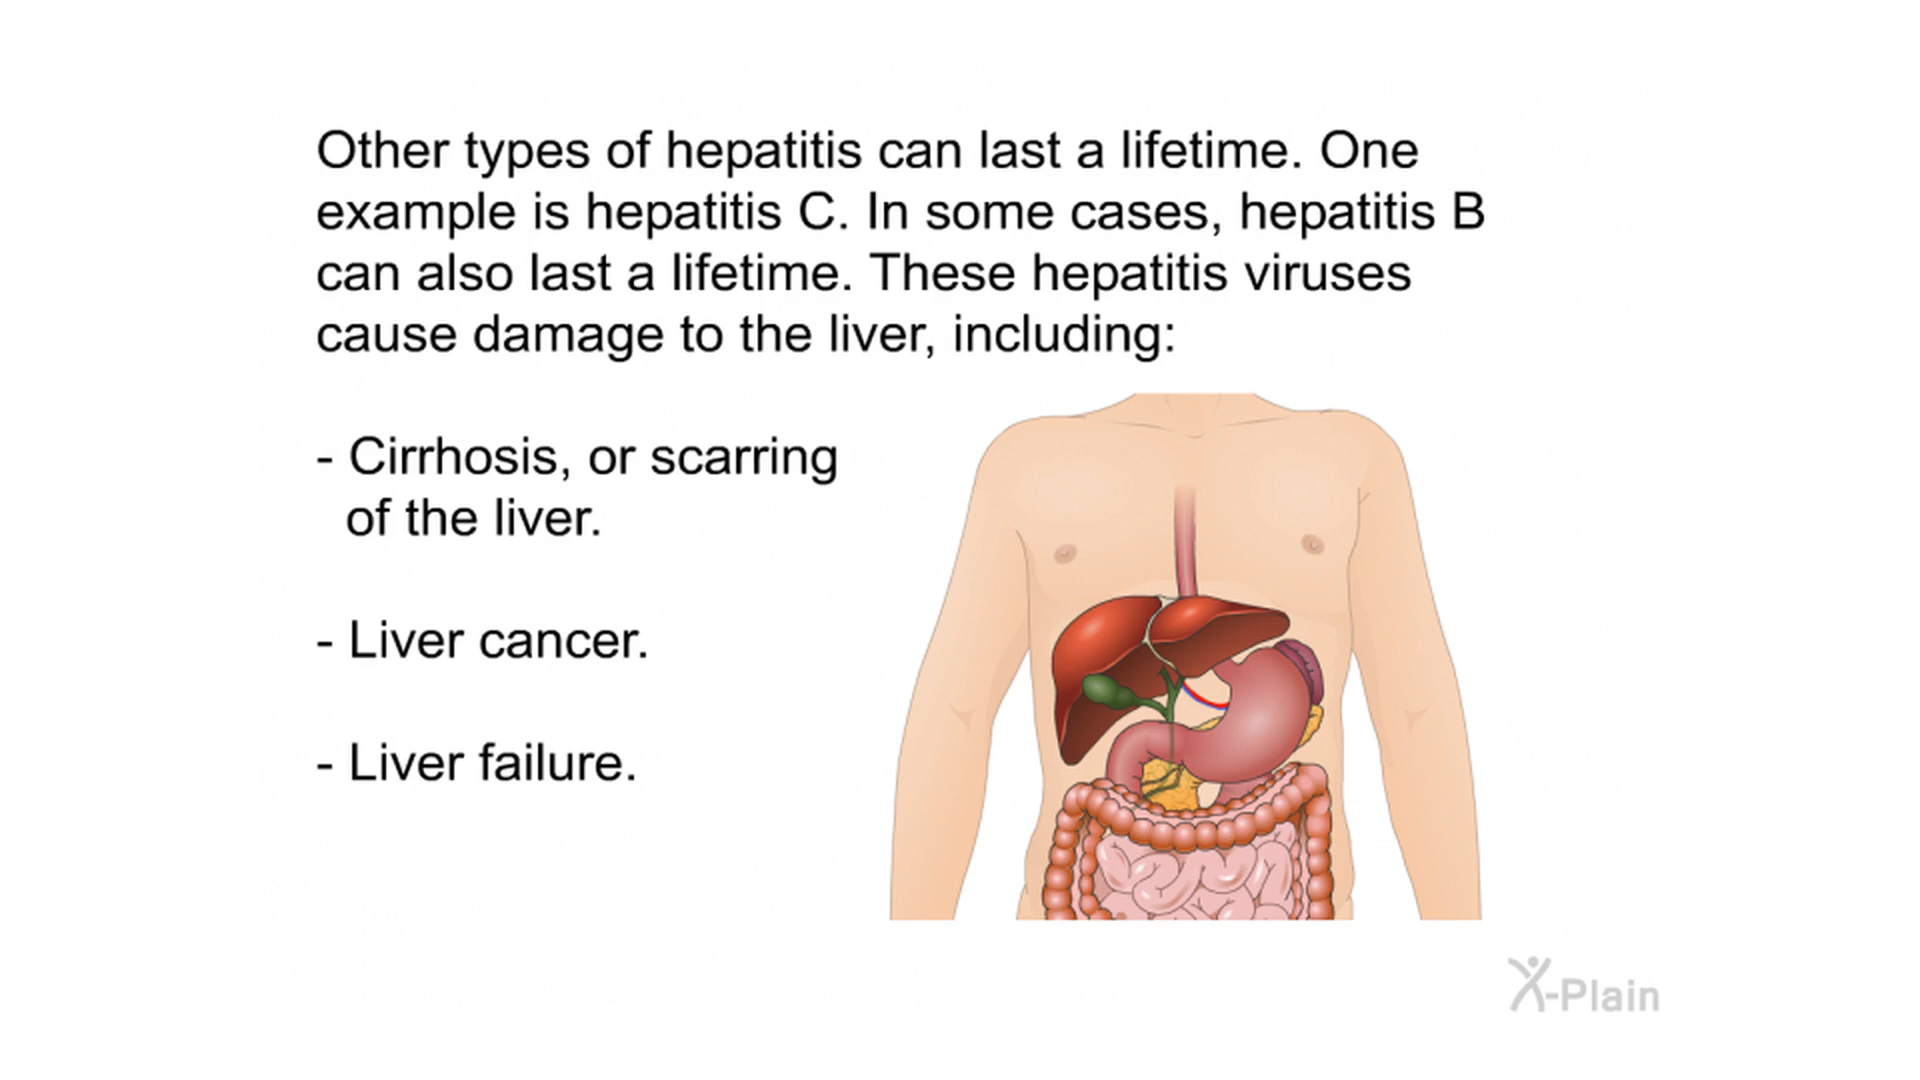 Other types of hepatitis can last a lifetime. One
example is hepatitis C. In some cases, hepatitis B
can also last a lifetime. These hepatitis viruses
cause damage to the liver, including:
- Cirrhosis, or scarring
of the liver.
- Liver cancer.
- Liver failure.
X-Plain